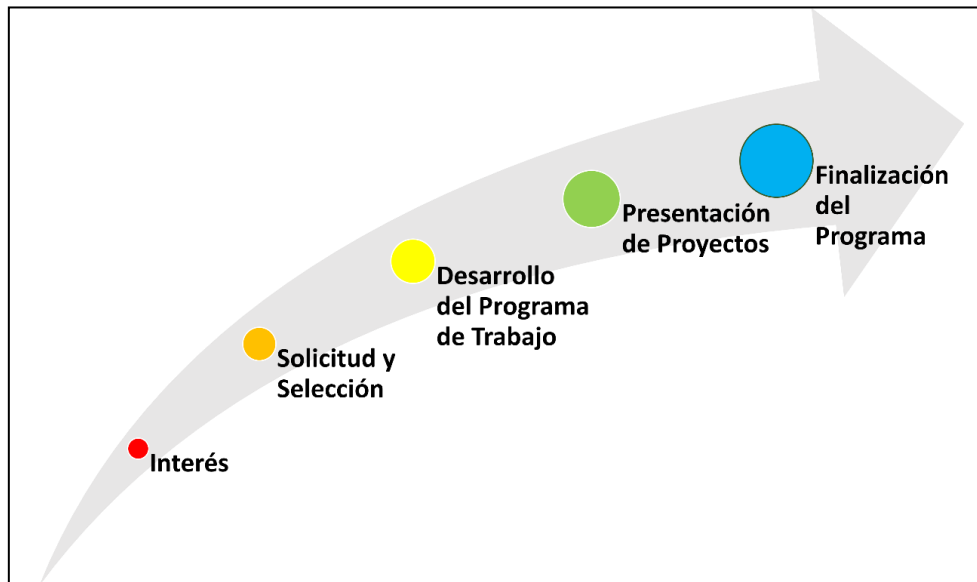 Interés
Solicitud y
Selección
Desarrollo
del Programa
de Trabajo
Presentación
de Proyectos
Finalización
del
Programa